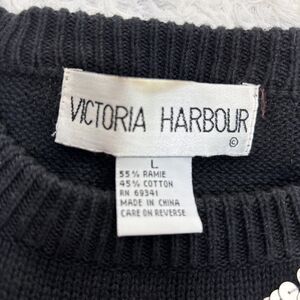 VICTORIA HARBOUR
©
L
55% RAMIE
45% COTTON
RN 69341
MADE IN CHINA
CARE ON REVERSE